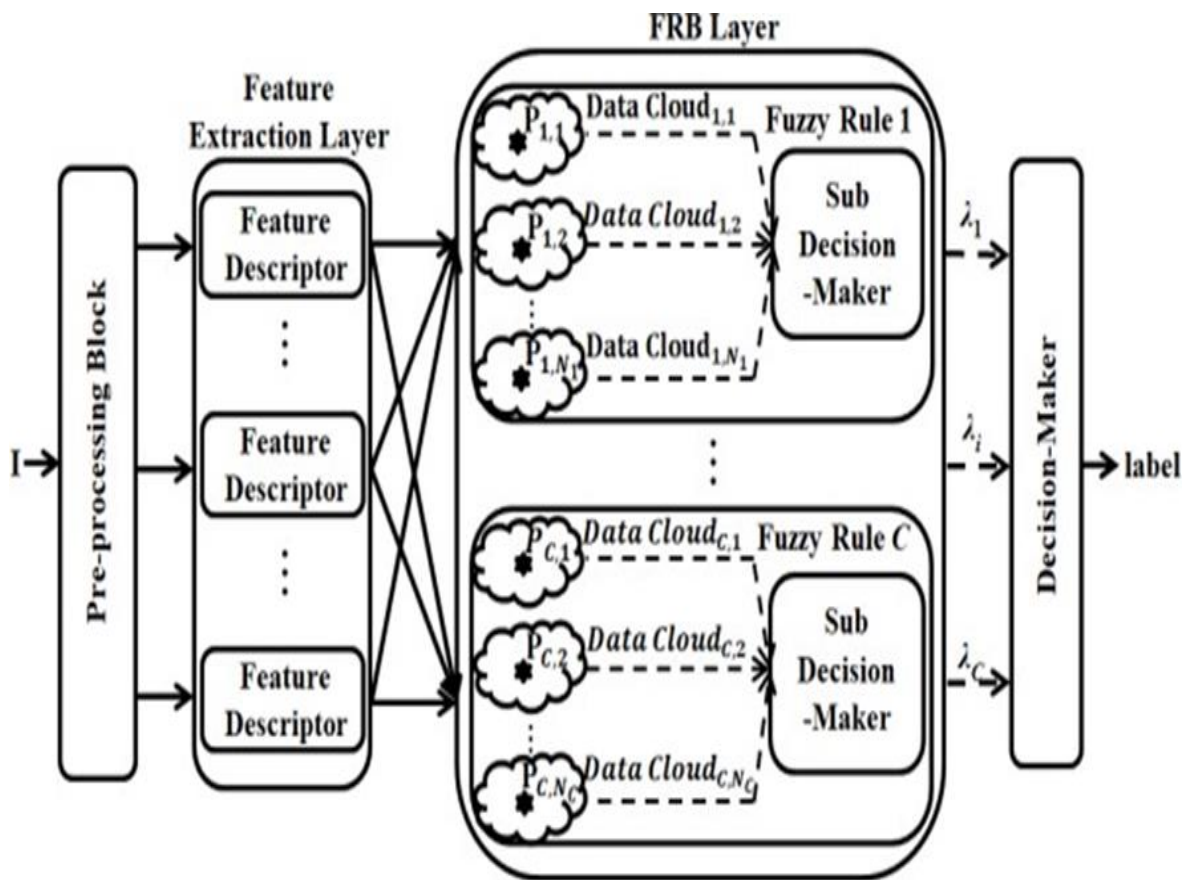 FRB Layer
Feature
Extraction Layer
I
Pre-processing Block
Feature
Descriptor
⋮
Feature
Descriptor
⋮
Feature
Descriptor
P1,1
Data Cloud1,1
Fuzzy Rule 1
P1,2
Data Cloud1,2
P1,N1
Data Cloud1,N1
Sub
Decision
-Maker
⋮
PC,1
Data CloudC,1
Fuzzy Rule C
PC,2
Data CloudC,2
PC,NC
Data CloudC,NC
Sub
Decision
-Maker
λ1
λi
λC
Decision-Maker
label